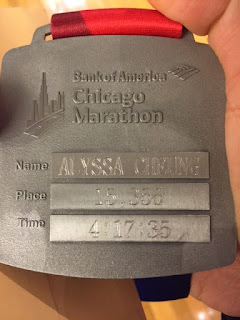 Bank of America
Chicago
Marathon
Name ALYSSA
Place
Time 4:17:35